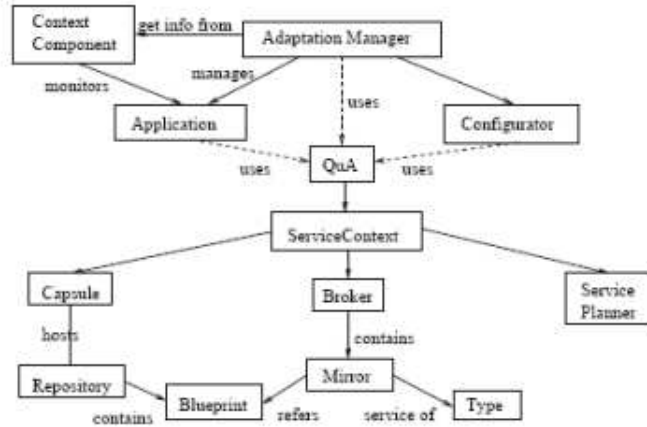 Context
Component
get info from
Adaptation Manager
monitors
manages
uses
Application
Configurator
uses
QuA
uses
ServiceContext
Capsule
Broker
Service
Planner
hosts
contains
Repository
Mirror
contains
Blueprint
refers
service of
Type